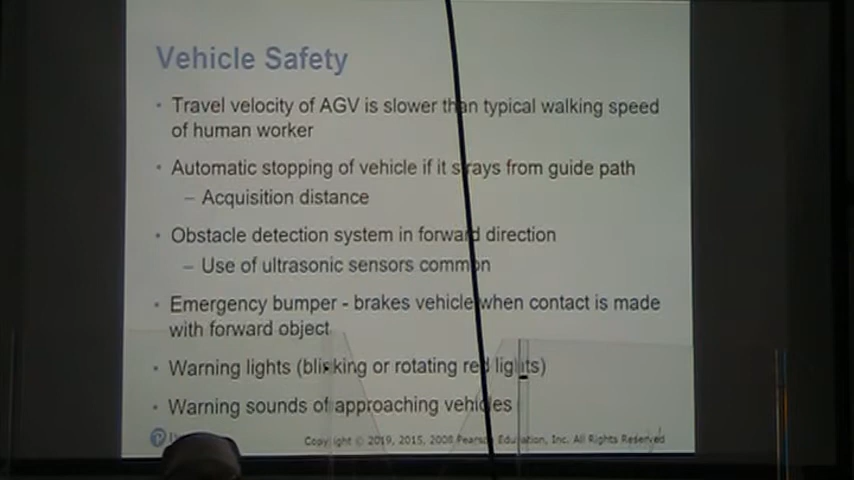 Vehicle Safety
• Travel velocity of AGV is slower than typical walking speed
of human worker
• Automatic stopping of vehicle if it strays from guide path
– Acquisition distance
• Obstacle detection system in forward direction
– Use of ultrasonic sensors common
• Emergency bumper - brakes vehicle when contact is made
with forward object
• Warning lights (blinking or rotating red lights)
• Warning sounds of approaching vehicles
Copyright © 2019, 2015, 2008 Pearson Education, Inc. All Rights Reserved